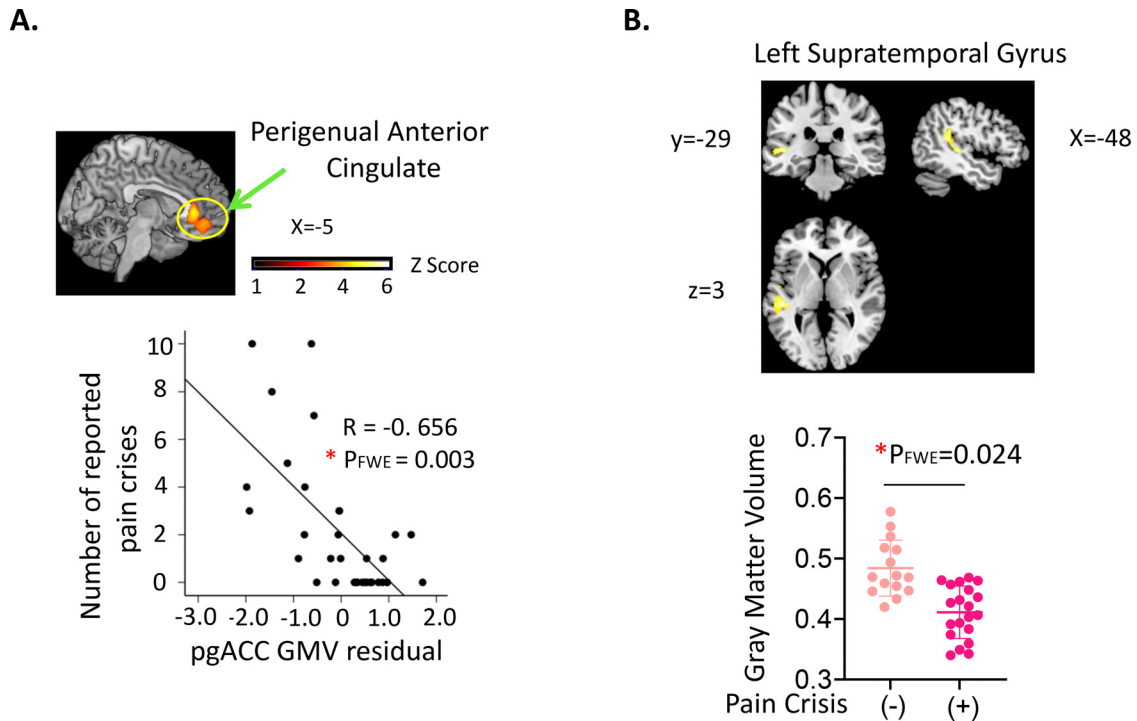 A.
Perigenual Anterior
Cingulate
X=-5
Z Score
1 2 4 6
Number of reported
pain crises
10
8
6
4
2
0
R = -0. 656
* PFWE = 0.003
-3.0 -2.0 -1.0 0 1.0 2.0
pgACC GMV residual
B.
Left Supratemporal Gyrus
y=-29
X=-48
z=3
Gray Matter Volume
0.7
0.5
0.4
0.3
*PFWE=0.024
Pain Crisis (-) (+)